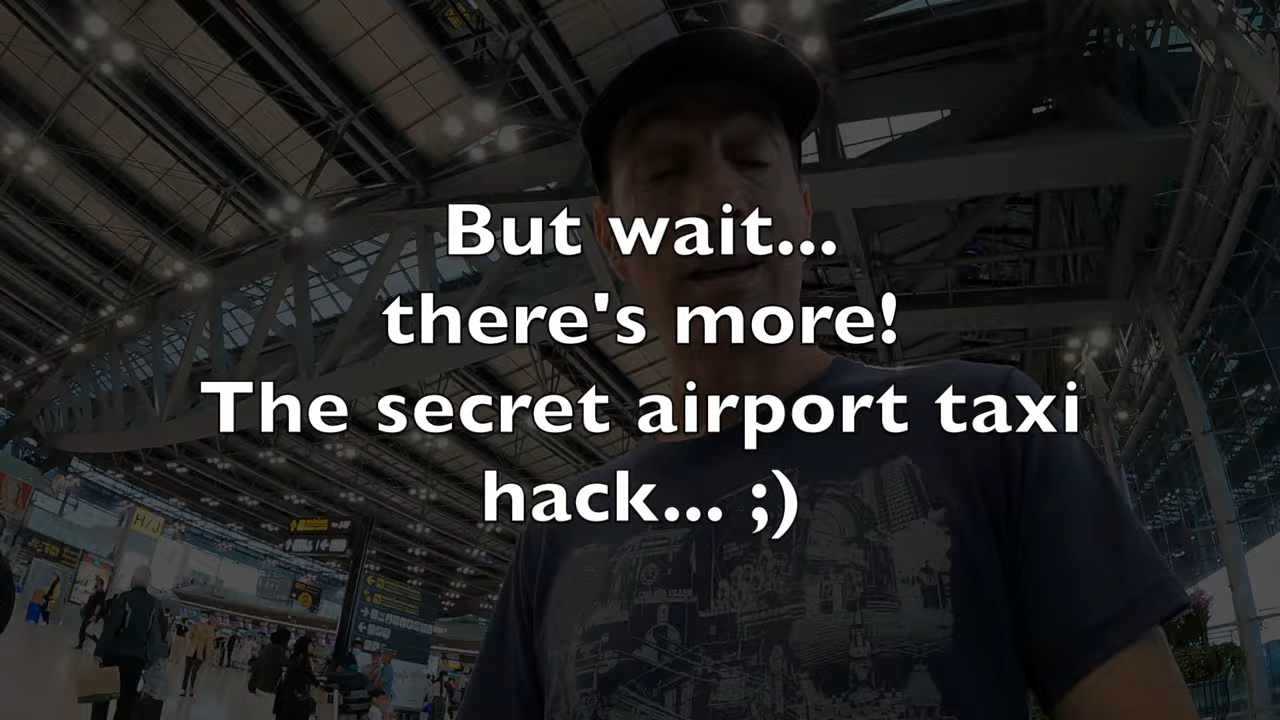 But wait...
there's more!
The secret airport taxi
hack... ;)
H/J